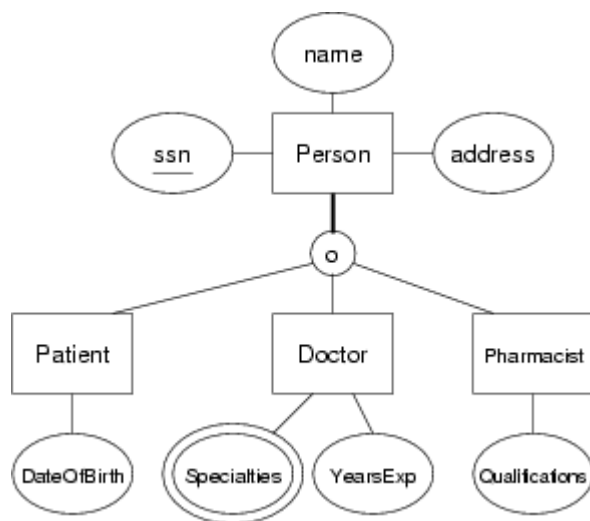 name
ssn
Person
address
o
Patient
Doctor
Pharmacist
DateOfBirth
Specialties
YearsExp
Qualifications